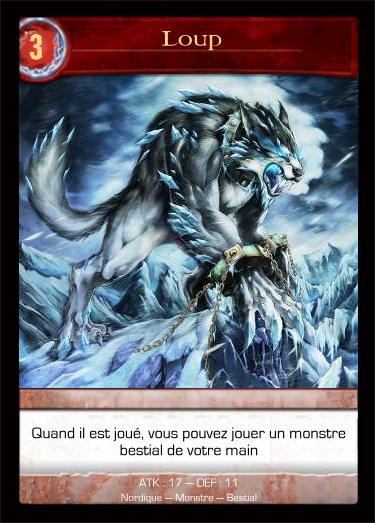 3
Loup
Quand il est joué, vous pouvez jouer un monstre
bestial de votre main
ATK : 17 — DEF : 11
Nordique — Monstre — Bestial